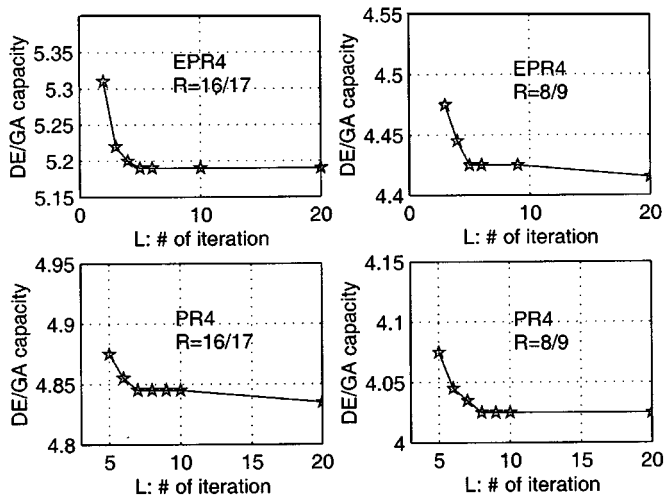 DE/GA capacity
5.35
5.3
5.25
5.2
5.15
EPR4
R=16/17
0
10
20
L: # of iteration
DE/GA capacity
4.55
4.5
4.45
4.4
EPR4
R=8/9
0
10
20
L: # of iteration
DE/GA capacity
4.95
4.9
4.85
4.8
PR4
R=16/17
5
10
15
20
L: # of iteration
DE/GA capacity
4.15
4.1
4.05
4
PR4
R=8/9
5
10
15
20
L: # of iteration